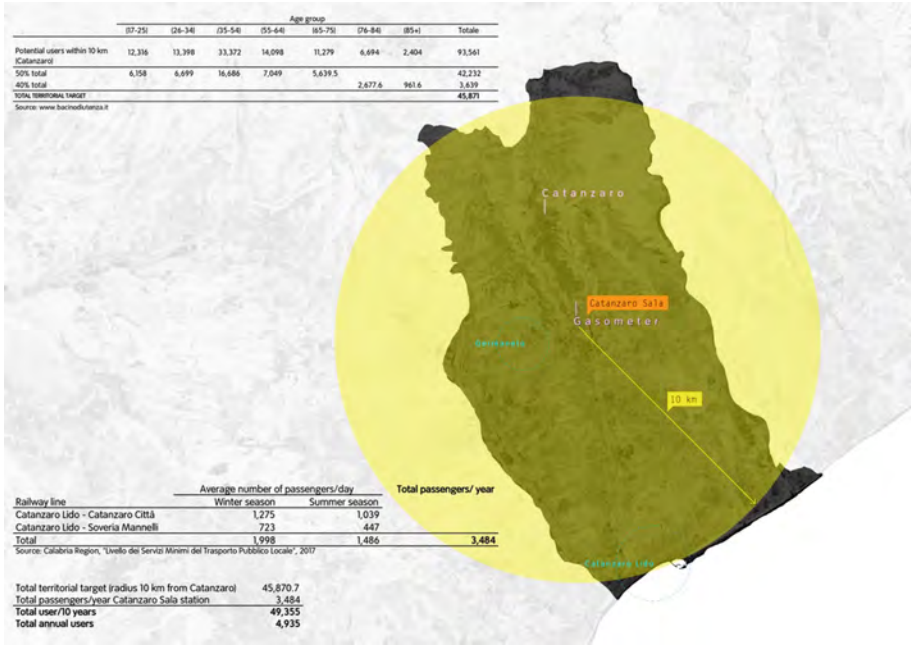 Age group
(17-25) (26-34) (35-54) (55-64) (65-75) (76-84) (85+) Totale
Potential users within 10 km (Catanzaro) 12,316 13,398 33,372 14,098 11,279 6,694 2,404 93,561
50% total 6,158 6,699 16,686 7,049 5,639.5 42,232
40% total 2,677.6 961.6 3,639
TOTAL TERRITORIAL TARGET 45,871
Source: www.bacinodiutenza.it
Catanzaro
Catanzaro Sala
Gasometer
Germaneto
10 km
Catanzaro Lido
Average number of passengers/day Total passengers/ year
Railway line Winter season Summer season
Catanzaro Lido - Catanzaro Città 1,275 1,039
Catanzaro Lido - Soveria Mannelli 723 447
Total 1,998 1,486 3,484
Source: Calabria Region, "Livello dei Servizi Minimi del Trasporto Pubblico Locale", 2017
Total territorial target (radius 10 km from Catanzaro) 45,870.7
Total passengers/year Catanzaro Sala station 3,484
Total user/10 years 49,355
Total annual users 4,935